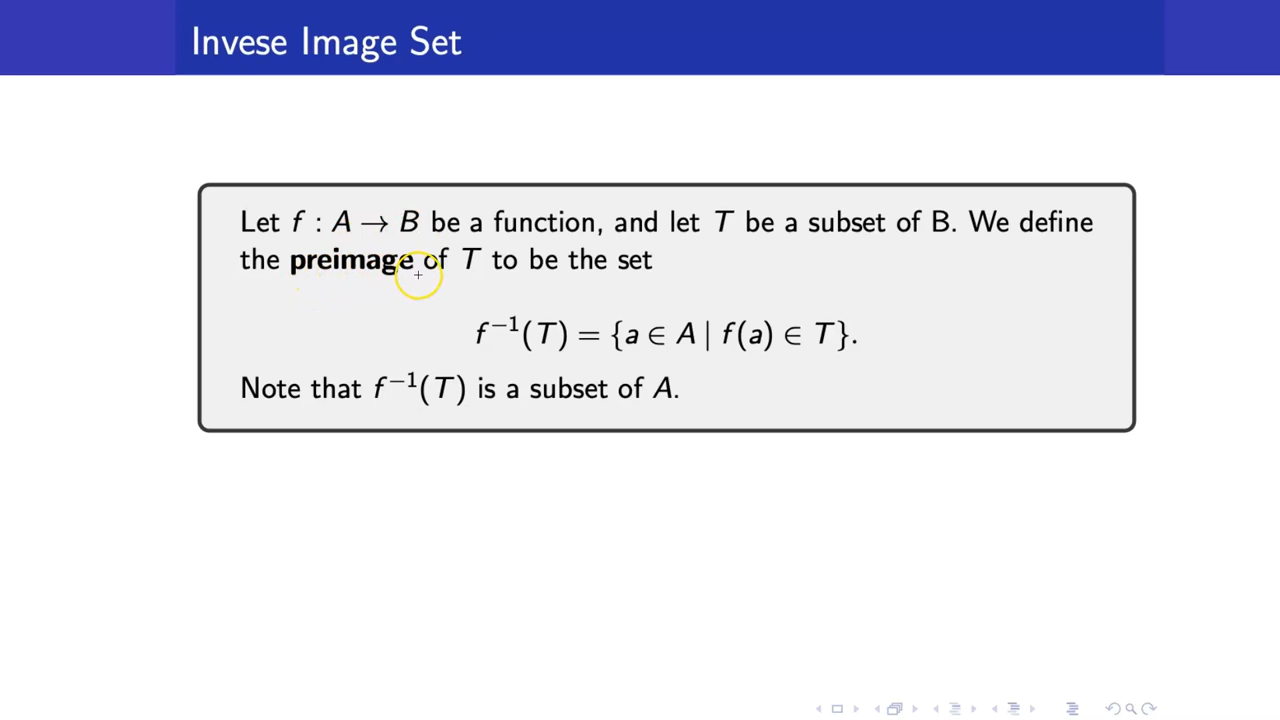 Invese Image Set
Let f : A → B be a function, and let T be a subset of B. We define
the preimage of T to be the set
f⁻¹(T) = {a ∈ A | f(a) ∈ T}.
Note that f⁻¹(T) is a subset of A.